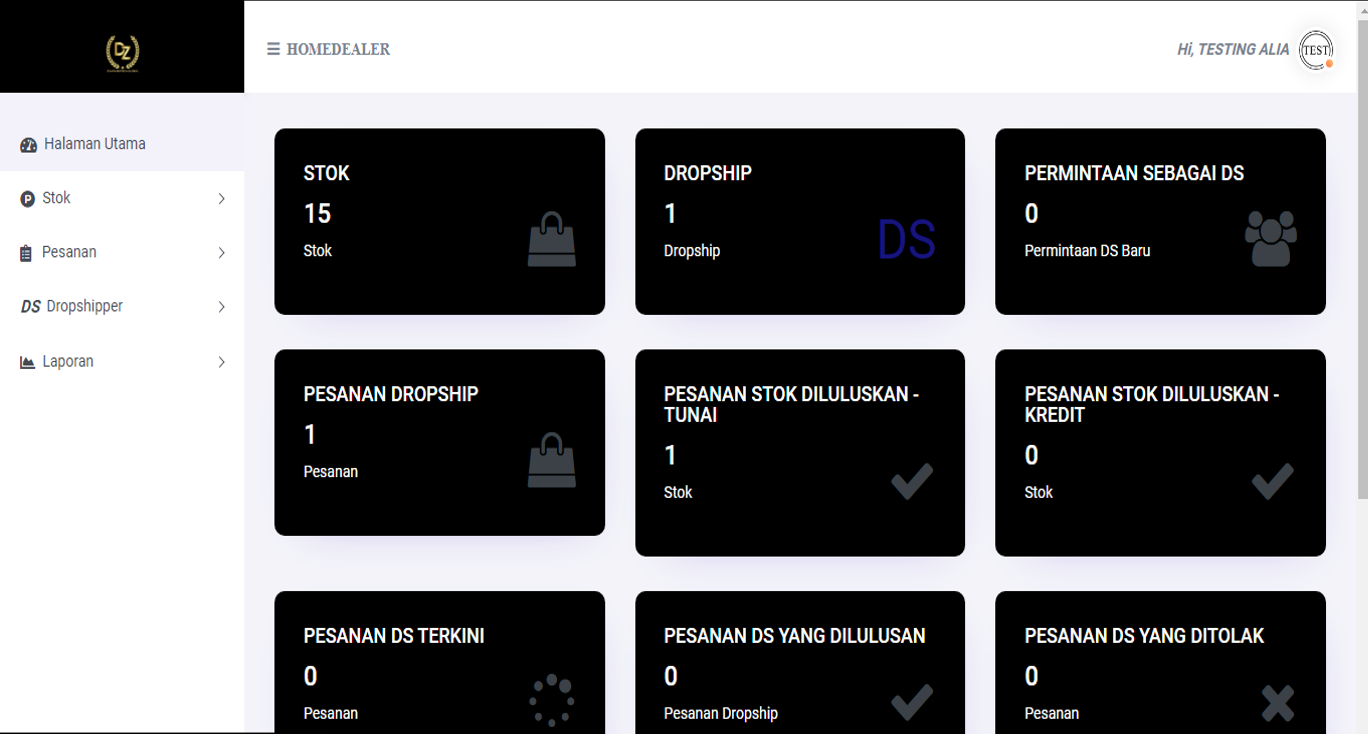 DZ
HOMEDEALER
Hi, TESTING ALIA
TEST
Halaman Utama
Stok
Pesanan
DS Dropshipper
Laporan
STOK
15
Stok
DROPSHIP
1
Dropship
DS
PERMINTAAN SEBAGAI DS
0
Permintaan DS Baru
PESANAN DROPSHIP
1
Pesanan
PESANAN STOK DILULUSKAN -
TUNAI
1
Stok
PESANAN STOK DILULUSKAN -
KREDIT
0
Stok
PESANAN DS TERKINI
0
Pesanan
PESANAN DS YANG DILULUSAN
0
Pesanan Dropship
PESANAN DS YANG DITOLAK
0
Pesanan